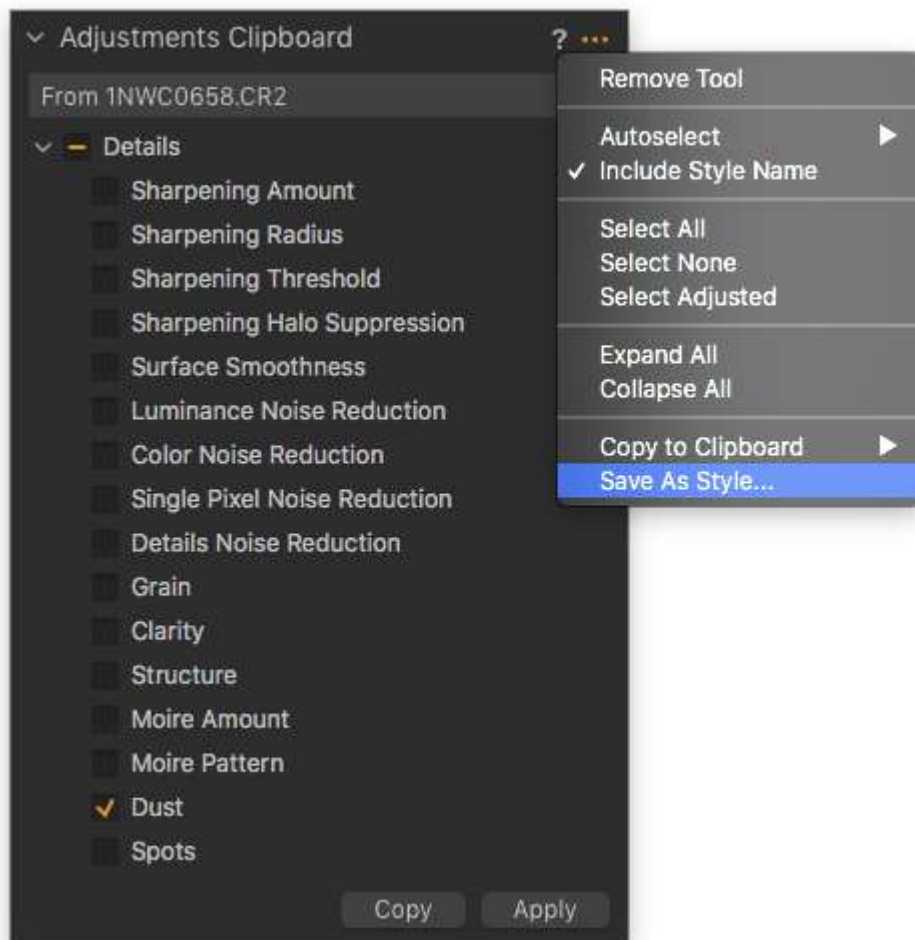 Adjustments Clipboard ? ...
From 1NWC0658.CR2
Details
Sharpening Amount
Sharpening Radius
Sharpening Threshold
Sharpening Halo Suppression
Surface Smoothness
Luminance Noise Reduction
Color Noise Reduction
Single Pixel Noise Reduction
Details Noise Reduction
Grain
Clarity
Structure
Moire Amount
Moire Pattern
Dust
Spots
Copy Apply
Remove Tool
Autoselect
Include Style Name
Select All
Select None
Select Adjusted
Expand All
Collapse All
Copy to Clipboard
Save As Style...